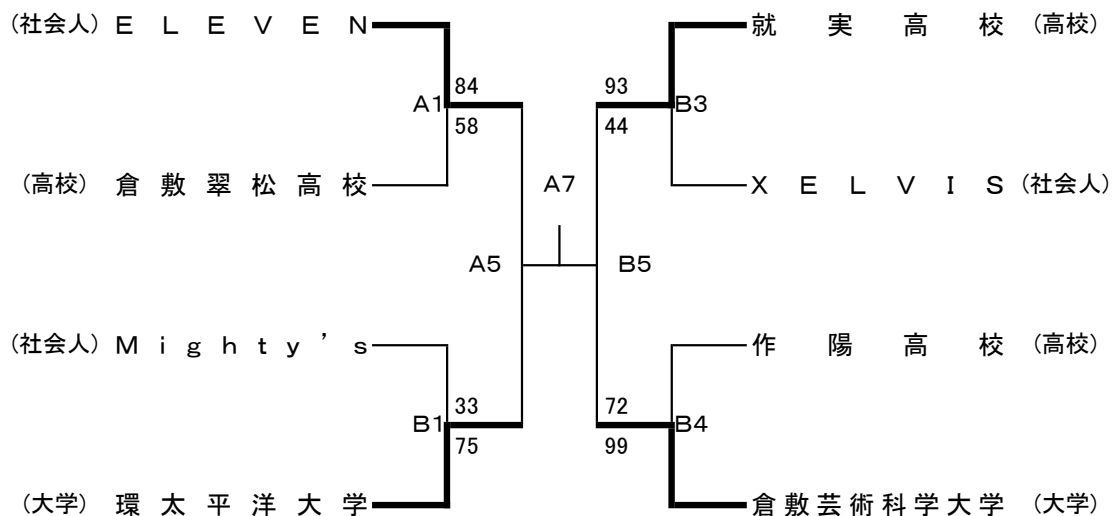 (社会人) ＥＬＥＶＥＮ 就実高校 (高校)
84 93
A1 B3
58 44
(高校) 倉敷翠松高校 A7 ＸＥＬＶＩＳ (社会人)
A5 B5
(社会人) Ｍｉｇｈｔｙ’ｓ 作陽高校 (高校)
33 72
B1 B4
75 99
(大学) 環太平洋大学 倉敷芸術科学大学 (大学)